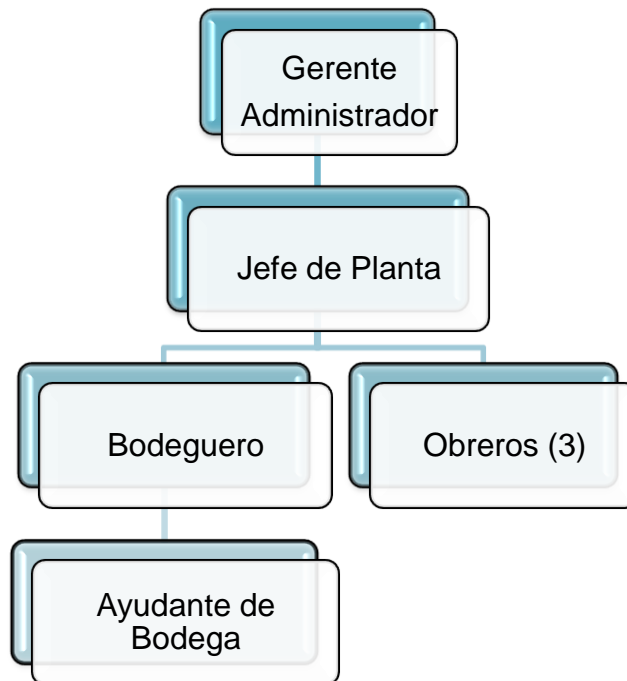 Gerente
Administrador
Jefe de Planta
Bodeguero
Obreros (3)
Ayudante de
Bodega